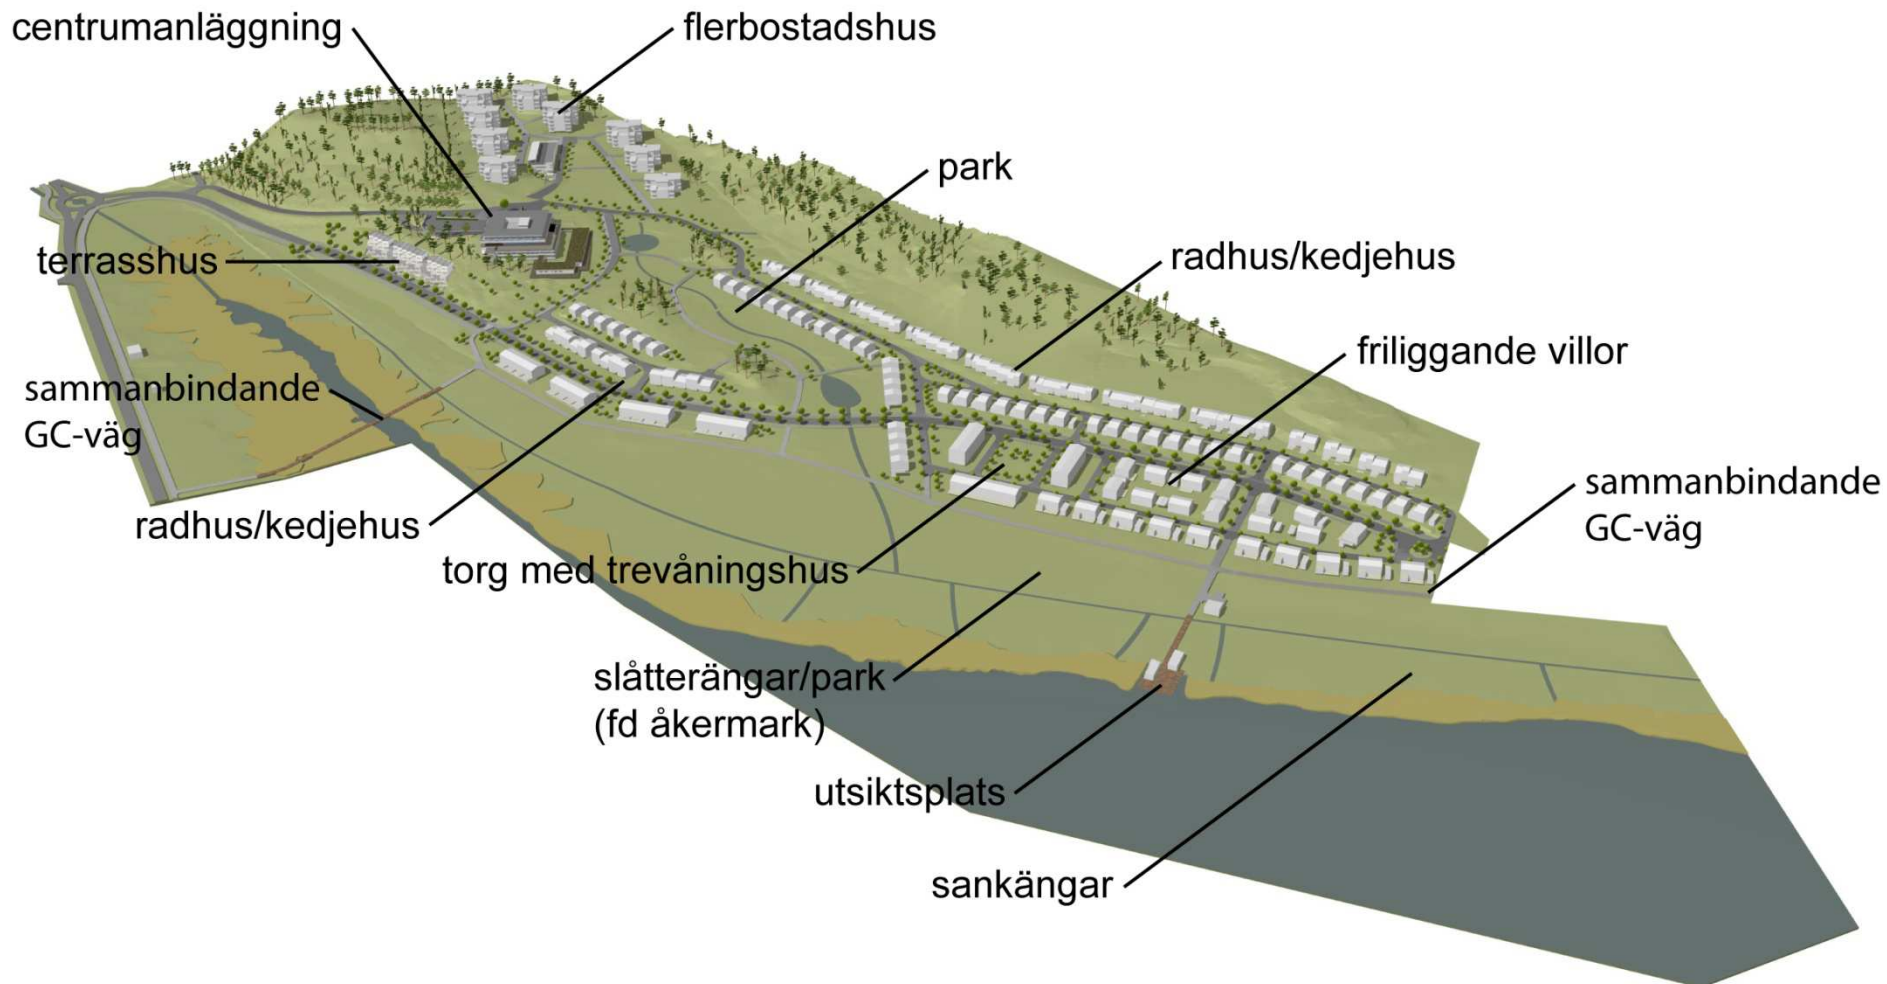 centrumanläggning
flerbostadshus
park
radhus/kedjehus
terrasshus
friliggande villor
sammanbindande
GC-väg
sammanbindande
GC-väg
radhus/kedjehus
torg med trevåningshus
slåtterängar/park
(fd åkermark)
utsiktsplats
sankängar